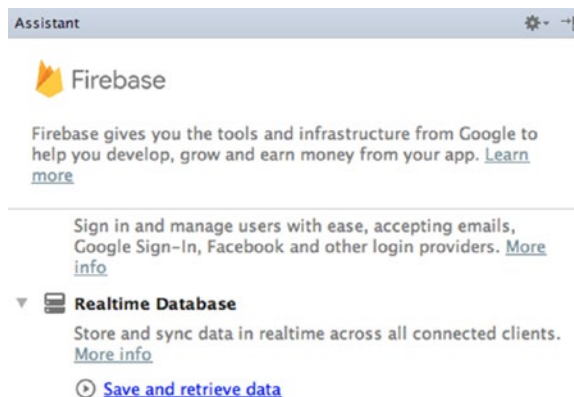 Assistant
Firebase
Firebase gives you the tools and infrastructure from Google to
help you develop, grow and earn money from your app. Learn
more
Sign in and manage users with ease, accepting emails,
Google Sign-In, Facebook and other login providers. More
info
Realtime Database
Store and sync data in realtime across all connected clients.
More info
Save and retrieve data